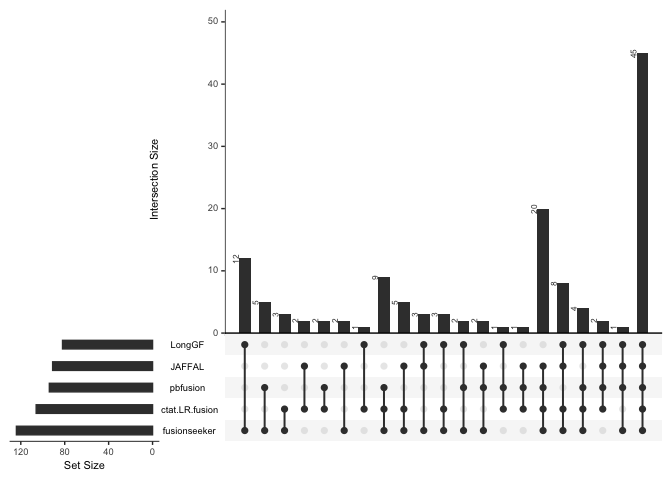 50
40
30
20
10
0
Intersection Size
12 5 3 2 2 2 1 9 5 3 3 2 2 1 1 20 8 4 2 1 45
LongGF
JAFFAL
pbfusion
ctat.LR.fusion
fusionseeker
120 80 40 0
Set Size